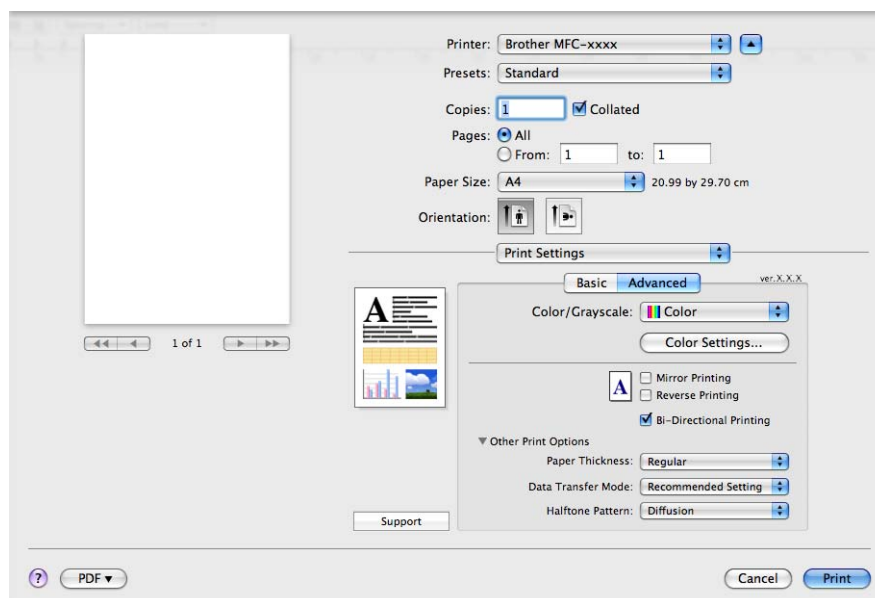 Printer: Brother MFC-xxxx
Presets: Standard
Copies: 1 Collated
Pages: All
From: 1 to: 1
Paper Size: A4 20.99 by 29.70 cm
Orientation:
Print Settings
ver.X.X.X
Basic Advanced
Color/Grayscale: Color
Color Settings...
A
A
Mirror Printing
Reverse Printing
Bi-Directional Printing
Other Print Options
Paper Thickness: Regular
Data Transfer Mode: Recommended Setting
Halftone Pattern: Diffusion
1 of 1
Support
? PDF Cancel Print